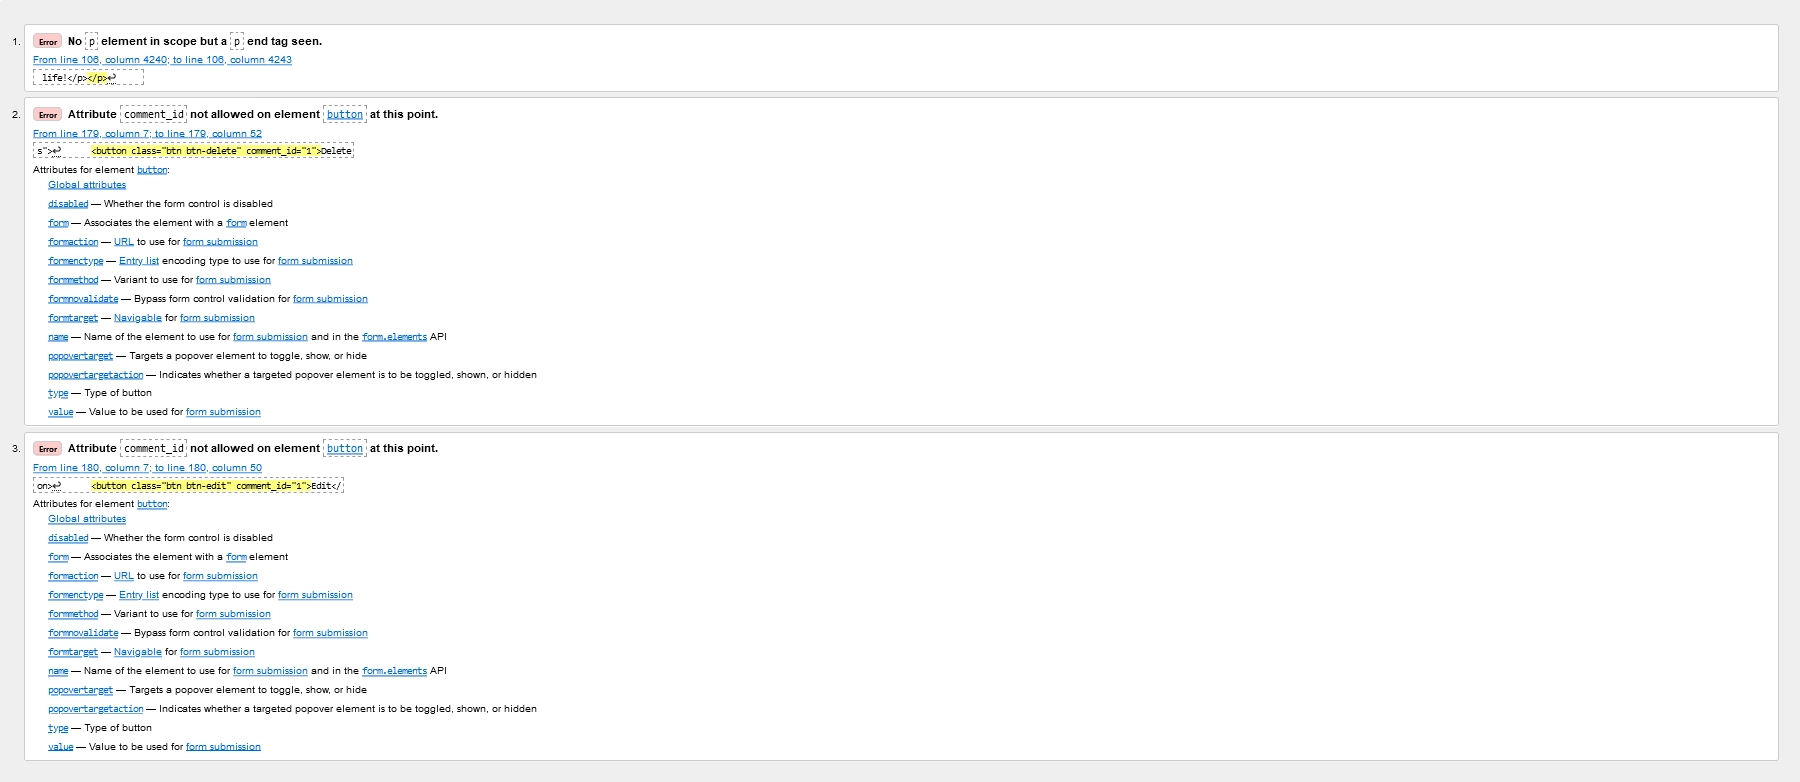 1. Error No p element in scope but a p end tag seen.
From line 106, column 4240; to line 106, column 4243
life!</p></p>↩
2. Error Attribute comment_id not allowed on element button at this point.
From line 179, column 7; to line 179, column 52
s">↩ <button class="btn btn-delete" comment_id="1">Delete
Attributes for element button:
Global attributes
disabled — Whether the form control is disabled
form — Associates the element with a form element
formaction — URL to use for form submission
formenctype — Entry list encoding type to use for form submission
formmethod — Variant to use for form submission
formnovalidate — Bypass form control validation for form submission
formtarget — Navigable for form submission
name — Name of the element to use for form submission and in the form.elements API
popovertarget — Targets a popover element to toggle, show, or hide
popovertargetaction — Indicates whether a targeted popover element is to be toggled, shown, or hidden
type — Type of button
value — Value to be used for form submission
3. Error Attribute comment_id not allowed on element button at this point.
From line 180, column 7; to line 180, column 50
on>↩ <button class="btn btn-edit" comment_id="1">Edit</
Attributes for element button:
Global attributes
disabled — Whether the form control is disabled
form — Associates the element with a form element
formaction — URL to use for form submission
formenctype — Entry list encoding type to use for form submission
formmethod — Variant to use for form submission
formnovalidate — Bypass form control validation for form submission
formtarget — Navigable for form submission
name — Name of the element to use for form submission and in the form.elements API
popovertarget — Targets a popover element to toggle, show, or hide
popovertargetaction — Indicates whether a targeted popover element is to be toggled, shown, or hidden
type — Type of button
value — Value to be used for form submission